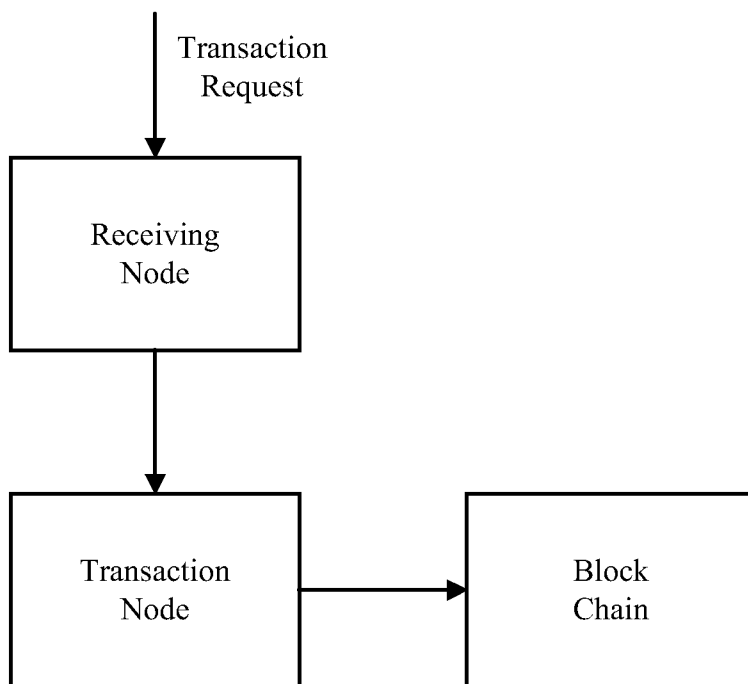 Transaction
Request
Receiving
Node
Transaction
Node
Block
Chain